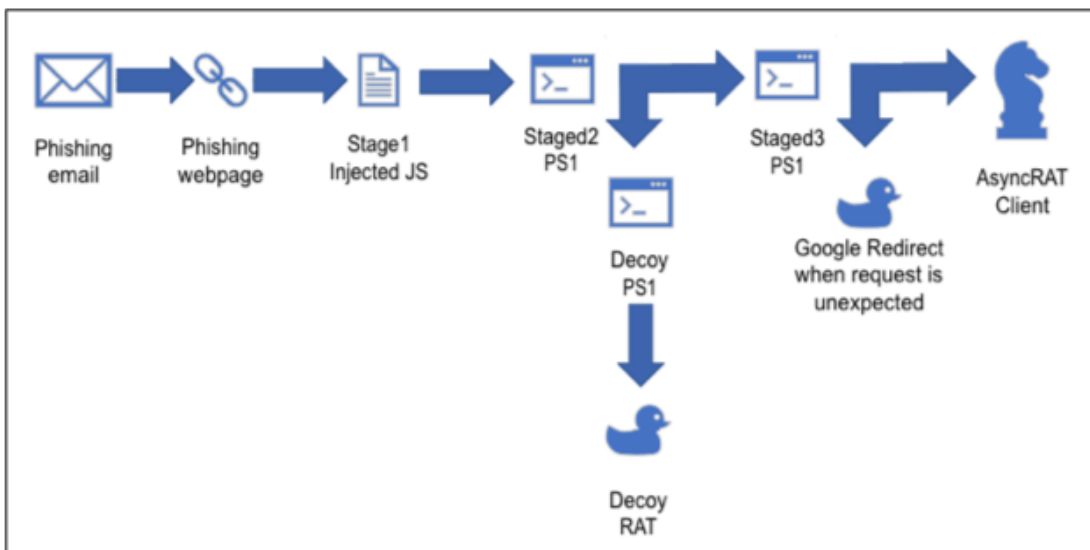 Phishing
email
Phishing
webpage
Stage1
Injected JS
Staged2
PS1
Staged3
PS1
AsyncRAT
Client
Decoy
PS1
Google Redirect
when request is
unexpected
Decoy
RAT